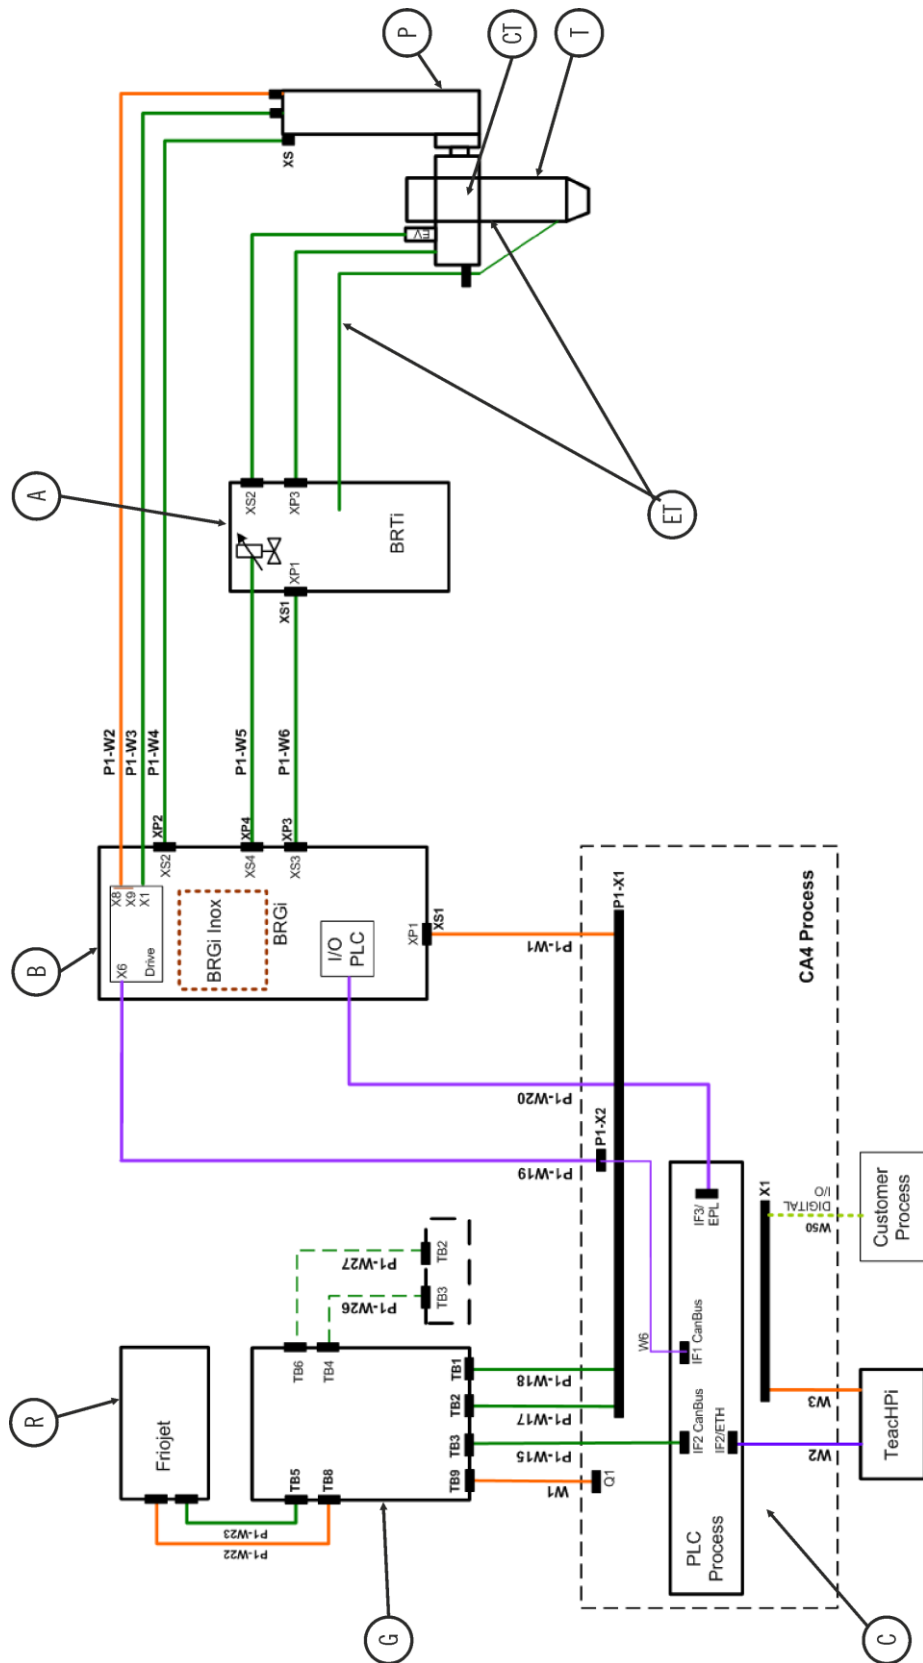 P
CT
T
XS
EV
A
XS2
XP3
XP1
BRTi
XS1
ET
P1-W2
P1-W3
P1-W4
P1-W5
P1-W6
XP2
XP4
XP3
B
X8
X9
X1
X6
Drive
XS2
XS4
XS3
BRGi Inox
BRGi
I/O
PLC
XP1
XS1
P1-W1
P1-X1
CA4 Process
P1-W20
P1-W19
P1-X2
IF3/
EPL
X1
DIGITAL
I/O
W50
Customer
Process
P1-W27
P1-W26
TB2
TB3
W6
IF1 CanBus
R
Friojet
TB6
TB4
TB1
TB2
TB3
TB9
TB5
TB8
P1-W18
P1-W17
P1-W15
W1
P1-W23
P1-W22
Q1
IF2 CanBus
IF2/ETH
PLC
Process
W3
W2
TeachHPi
G
C